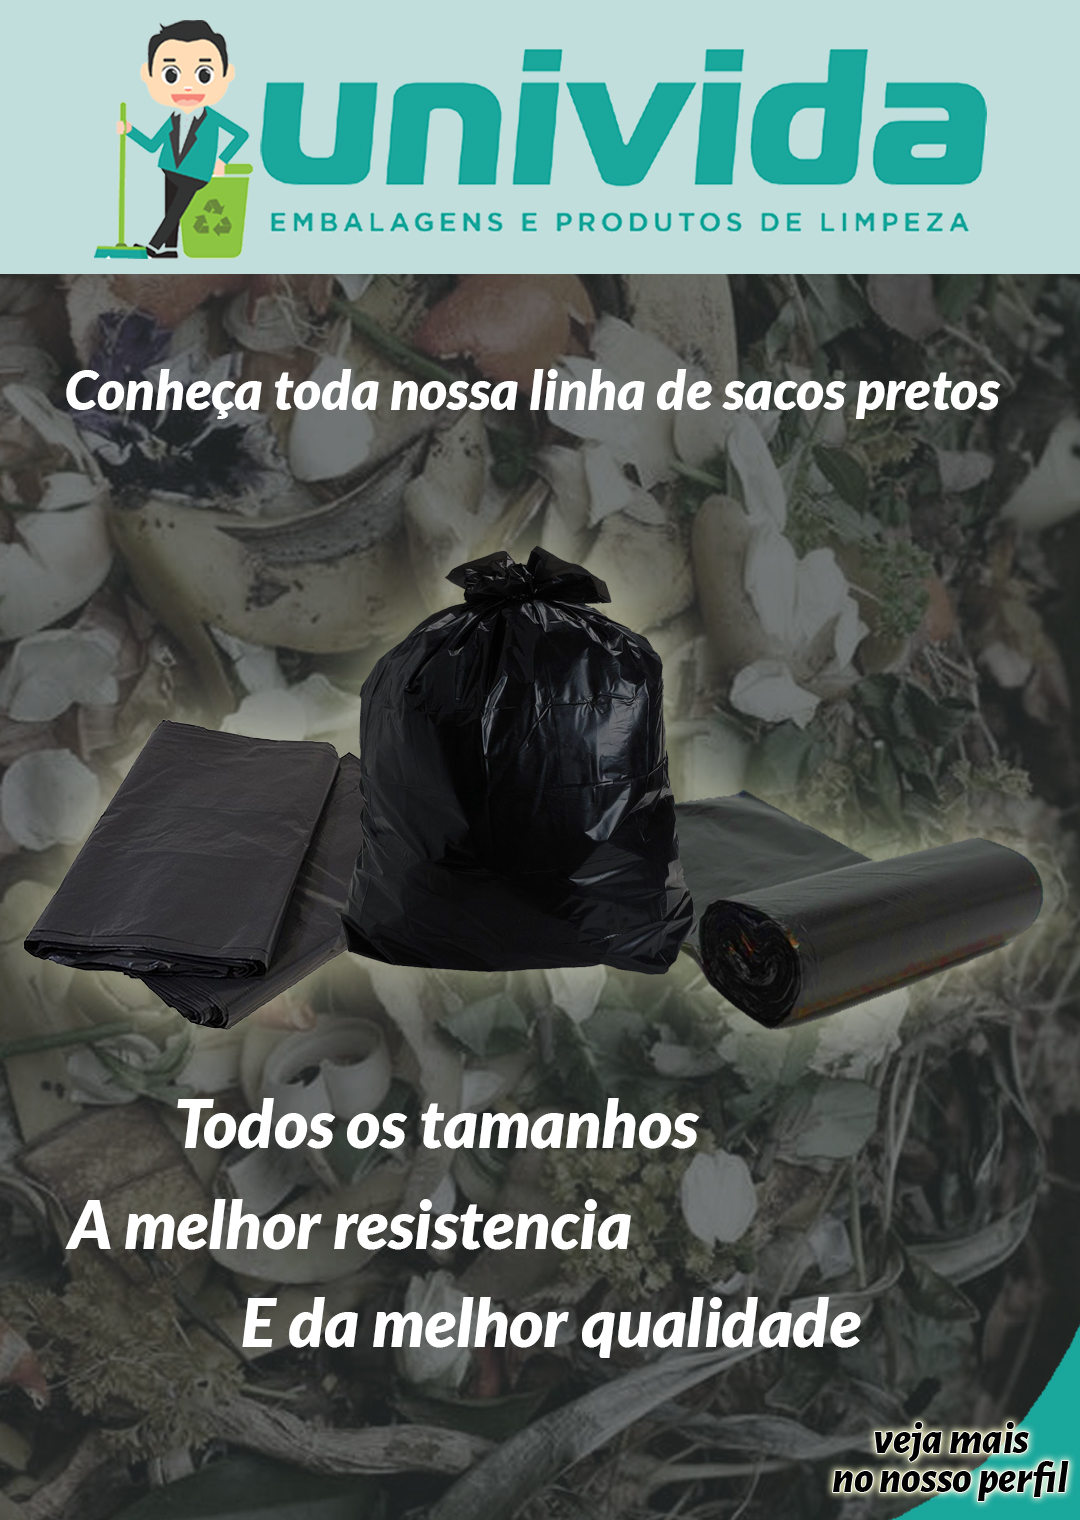 univida
EMBALAGENS E PRODUTOS DE LIMPEZA
Conheça toda nossa linha de sacos pretos
Todos os tamanhos
A melhor resistencia
E da melhor qualidade
veja mais
no nosso perfil